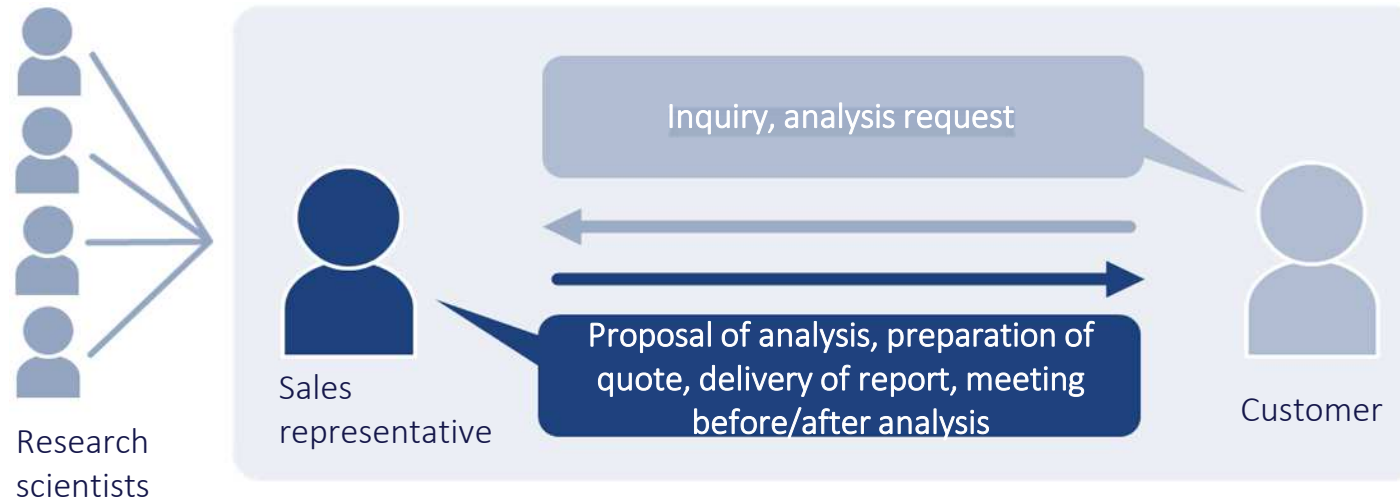 Inquiry, analysis request
Proposal of analysis, preparation of
quote, delivery of report, meeting
before/after analysis
Sales
representative
Customer
Research
scientists